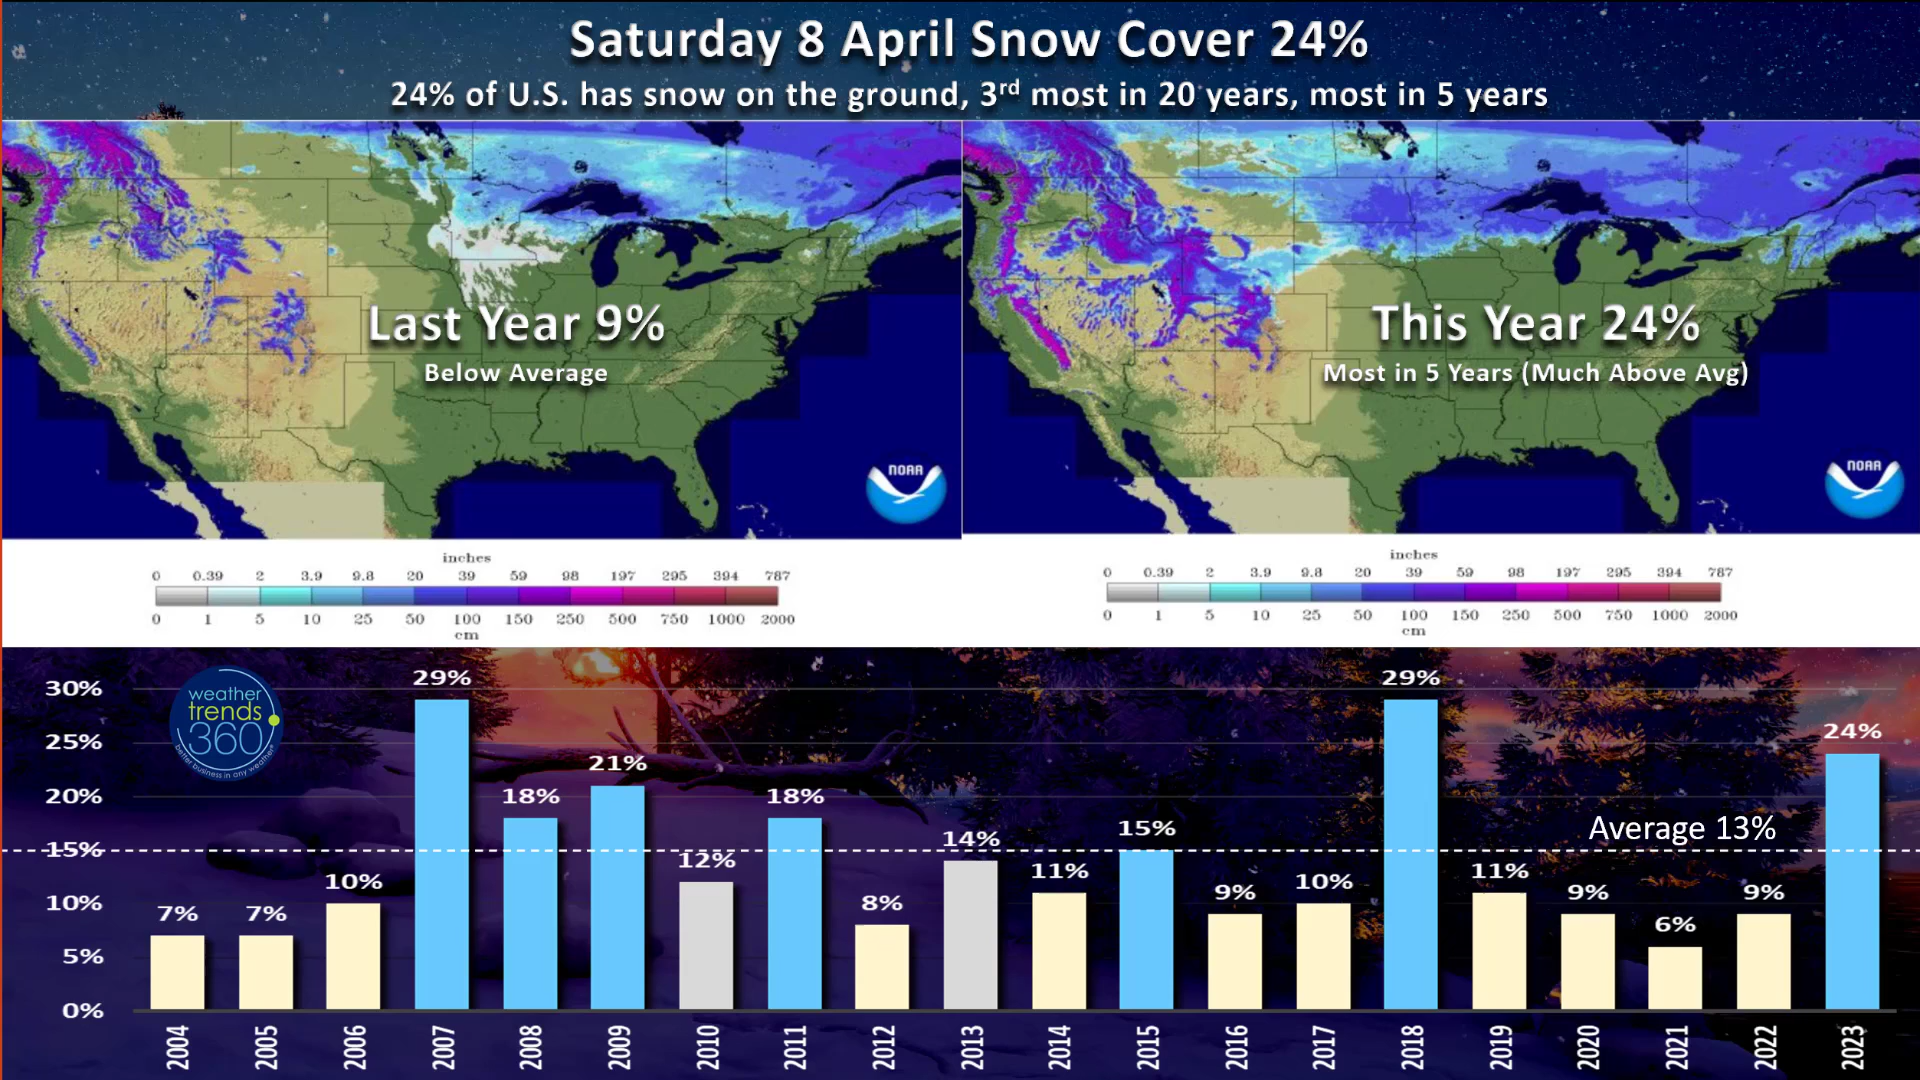 Saturday 8 April Snow Cover 24%
24% of U.S. has snow on the ground, 3rd most in 20 years, most in 5 years
Last Year 9%
Below Average
NOAA
This Year 24%
Most in 5 Years (Much Above Avg)
NOAA
inches
0 0.39 2 3.9 9.8 20 39 59 98 197 295 394 787
0 1 5 10 25 50 100 150 250 500 750 1000 2000
cm
inches
0 0.39 2 3.9 9.8 20 39 59 98 197 295 394 787
0 1 5 10 25 50 100 150 250 500 750 1000 2000
cm
weather
trends
360
better business in any weather
30%
25%
20%
15%
10%
5%
0%
7% 7% 10% 29% 18% 21% 12% 18% 8% 14% 11% 15% 9% 10% 29% 11% 9% 6% 9% 24%
Average 13%
2004 2005 2006 2007 2008 2009 2010 2011 2012 2013 2014 2015 2016 2017 2018 2019 2020 2021 2022 2023